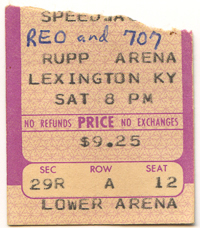 REO and 707
RUPP ARENA
LEXINGTON KY
SAT 8 PM
NO REFUNDS PRICE NO EXCHANGES
$9.25
SEC ROW SEAT
29R A 12
LOWER ARENA